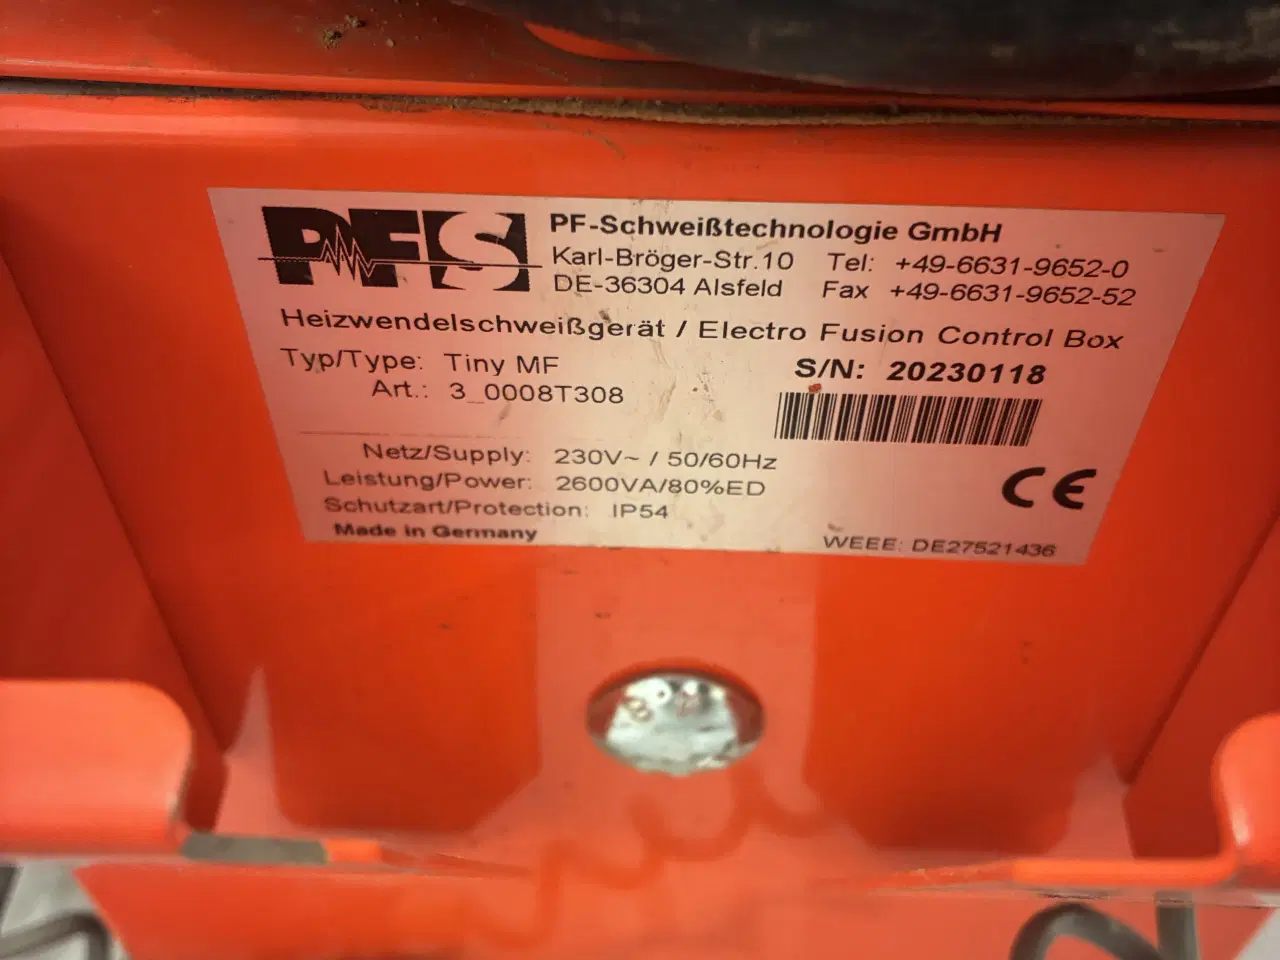 PFS
PF-Schweißtechnologie GmbH
Karl-Bröger-Str.10 Tel: +49-6631-9652-0
DE-36304 Alsfeld Fax +49-6631-9652-52
Heizwendelschweißgerät / Electro Fusion Control Box
Typ/Type: Tiny MF S/N: 20230118
Art.: 3_0008T308
Netz/Supply: 230V~ / 50/60Hz
Leistung/Power: 2600VA/80%ED
Schutzart/Protection: IP54
CE
Made in Germany
WEEE: DE27521436